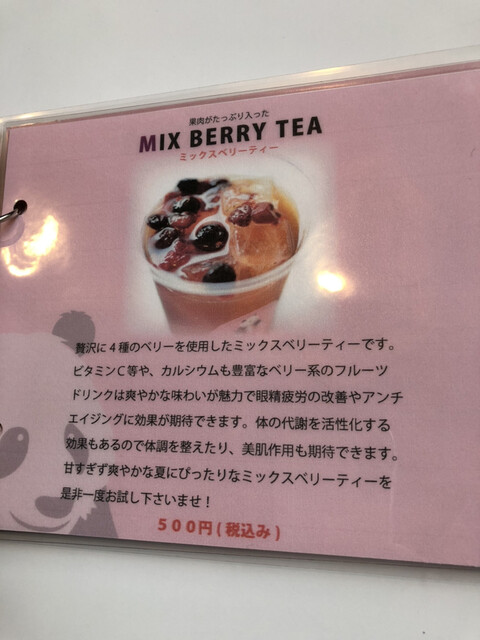 果肉がたっぷり入った
MIX BERRY TEA
ミックスベリーティー
贅沢に4種のベリーを使用したミックスベリーティーです。
ビタミンC等や、カルシウムも豊富なベリー系のフルーツ
ドリンクは爽やかな味わいが魅力で眼精疲労の改善やアンチ
エイジングに効果が期待できます。体の代謝を活性化する
効果もあるので体調を整えたり、美肌作用も期待できます。
甘すぎず爽やかな夏にぴったりなミックスベリーティーを
是非一度お試し下さいませ！
500円(税込み)